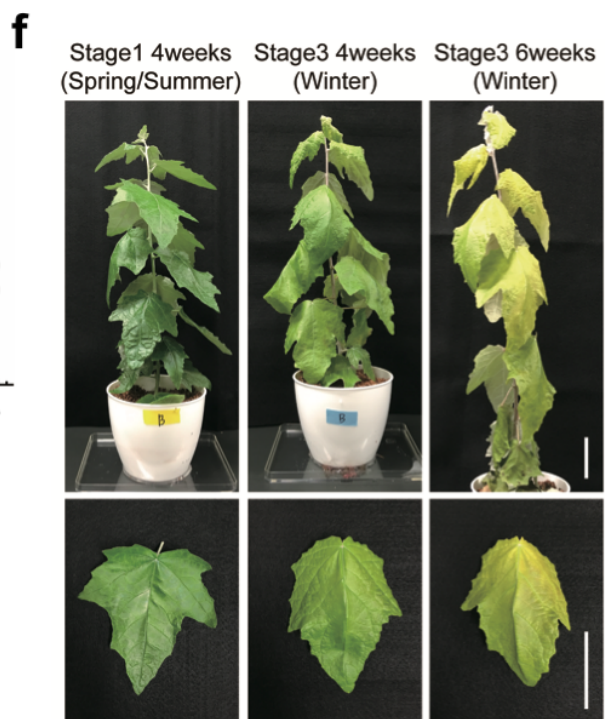 f
Stage1 4weeks
(Spring/Summer)
Stage3 4weeks
(Winter)
Stage3 6weeks
(Winter)
B
B